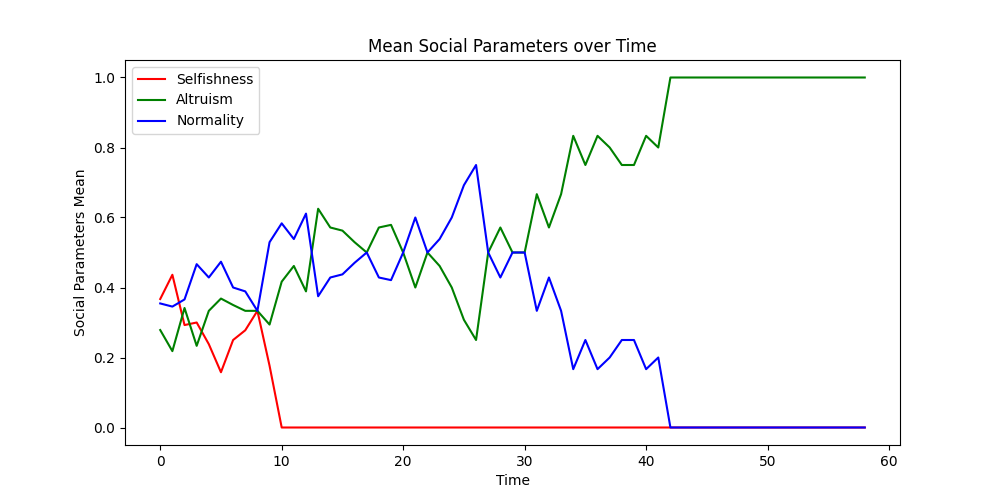 Mean Social Parameters over Time
Selfishness
Altruism
Normality
Social Parameters Mean
1.0
0.8
0.6
0.4
0.2
0.0
0 10 20 30 40 50 60
Time